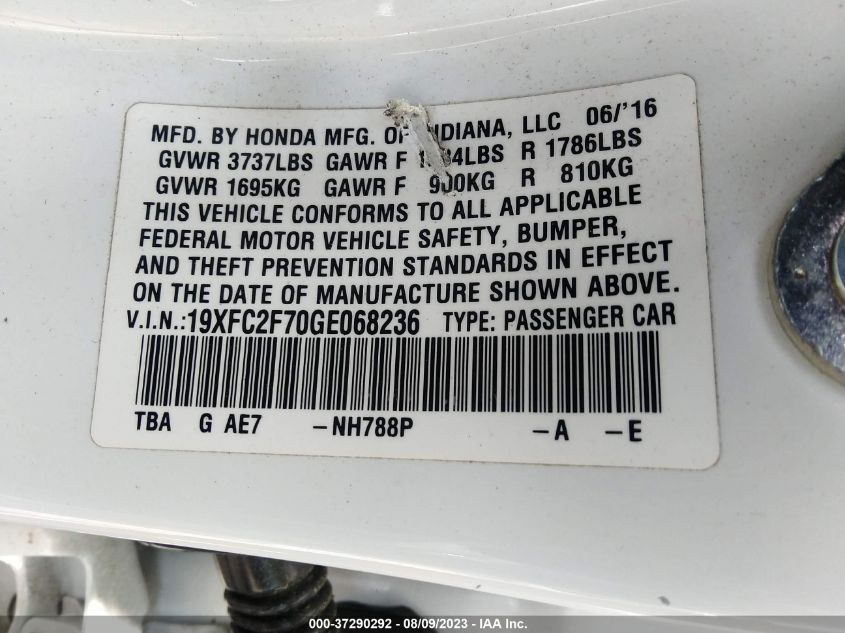 MFD. BY HONDA MFG. OF INDIANA, LLC 06/'16
GVWR 3737LBS GAWR F LBS R 1786LBS
GVWR 1695KG GAWR F 900KG R 810KG
THIS VEHICLE CONFORMS TO ALL APPLICABLE
FEDERAL MOTOR VEHICLE SAFETY, BUMPER,
AND THEFT PREVENTION STANDARDS IN EFFECT
ON THE DATE OF MANUFACTURE SHOWN ABOVE.
V.I.N.:19XFC2F70GE068236 TYPE: PASSENGER CAR
TBA G AE7 -NH788P -A -E
000-37290292 - 08/09/2023 - IAA Inc.